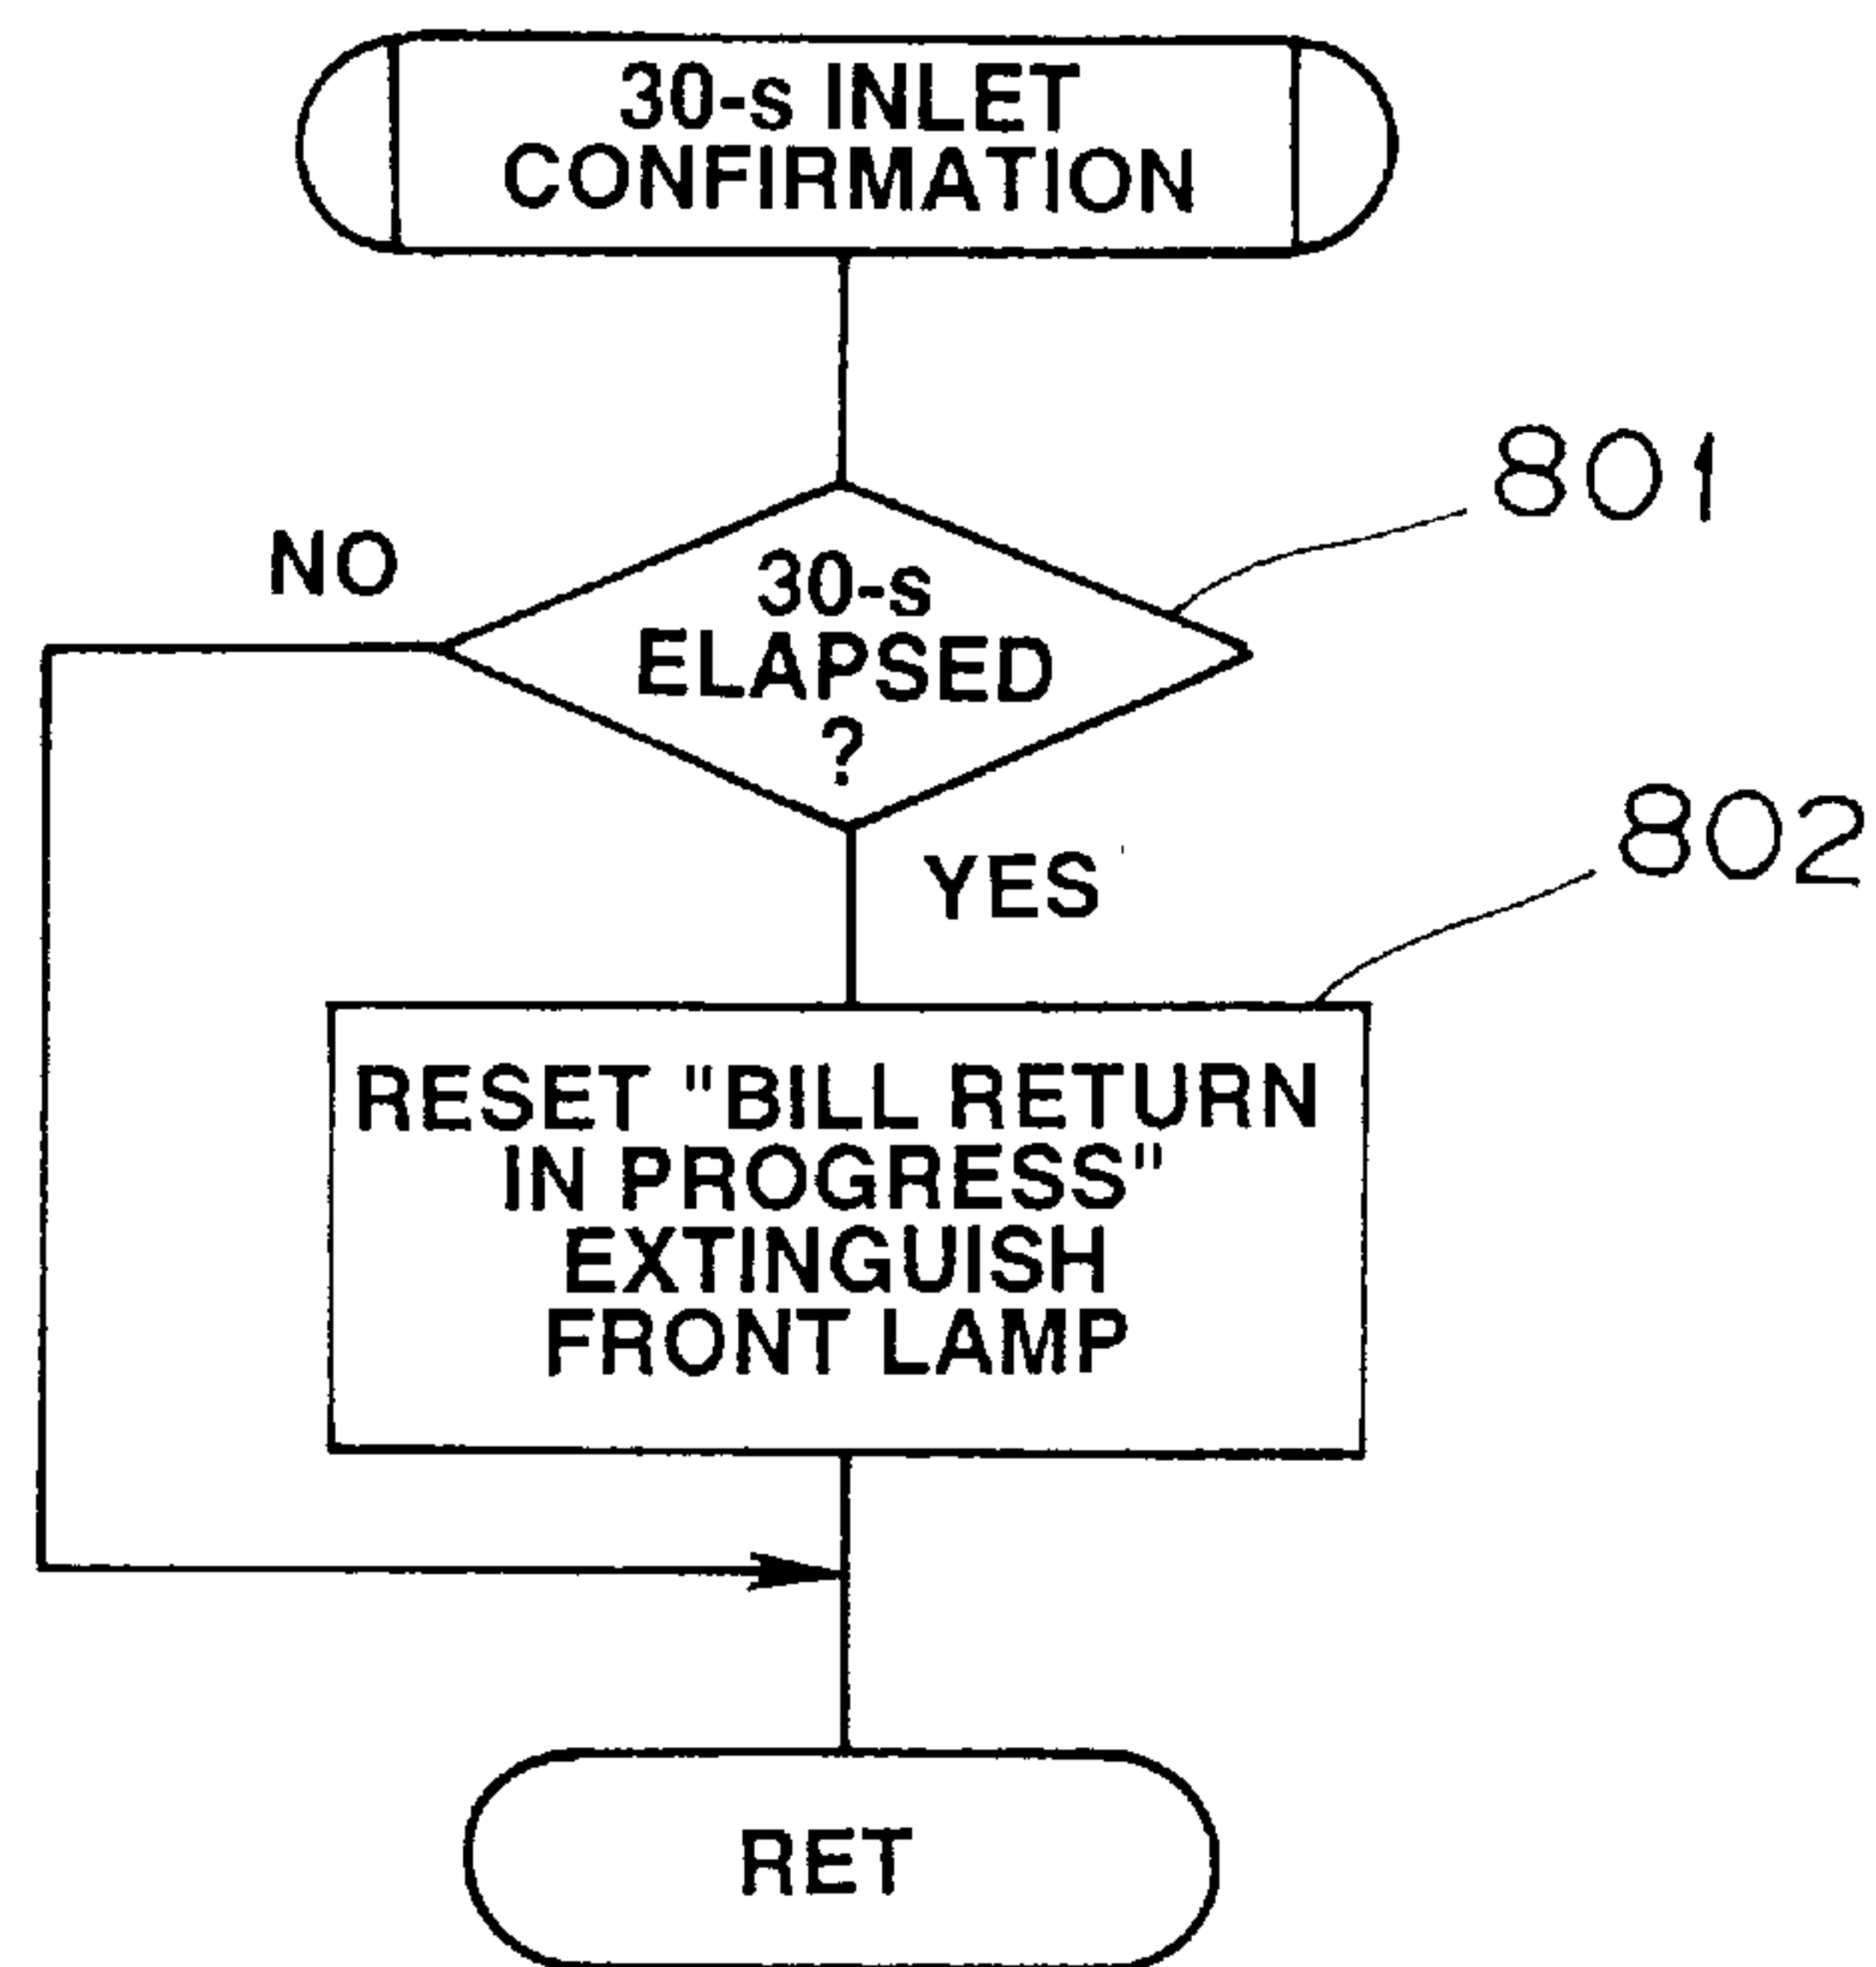 30-s INLET
CONFIRMATION
801
NO
30-s
ELAPSED
?
802
YES
RESET "BILL RETURN
IN PROGRESS"
EXTINGUISH
FRONT LAMP
RET